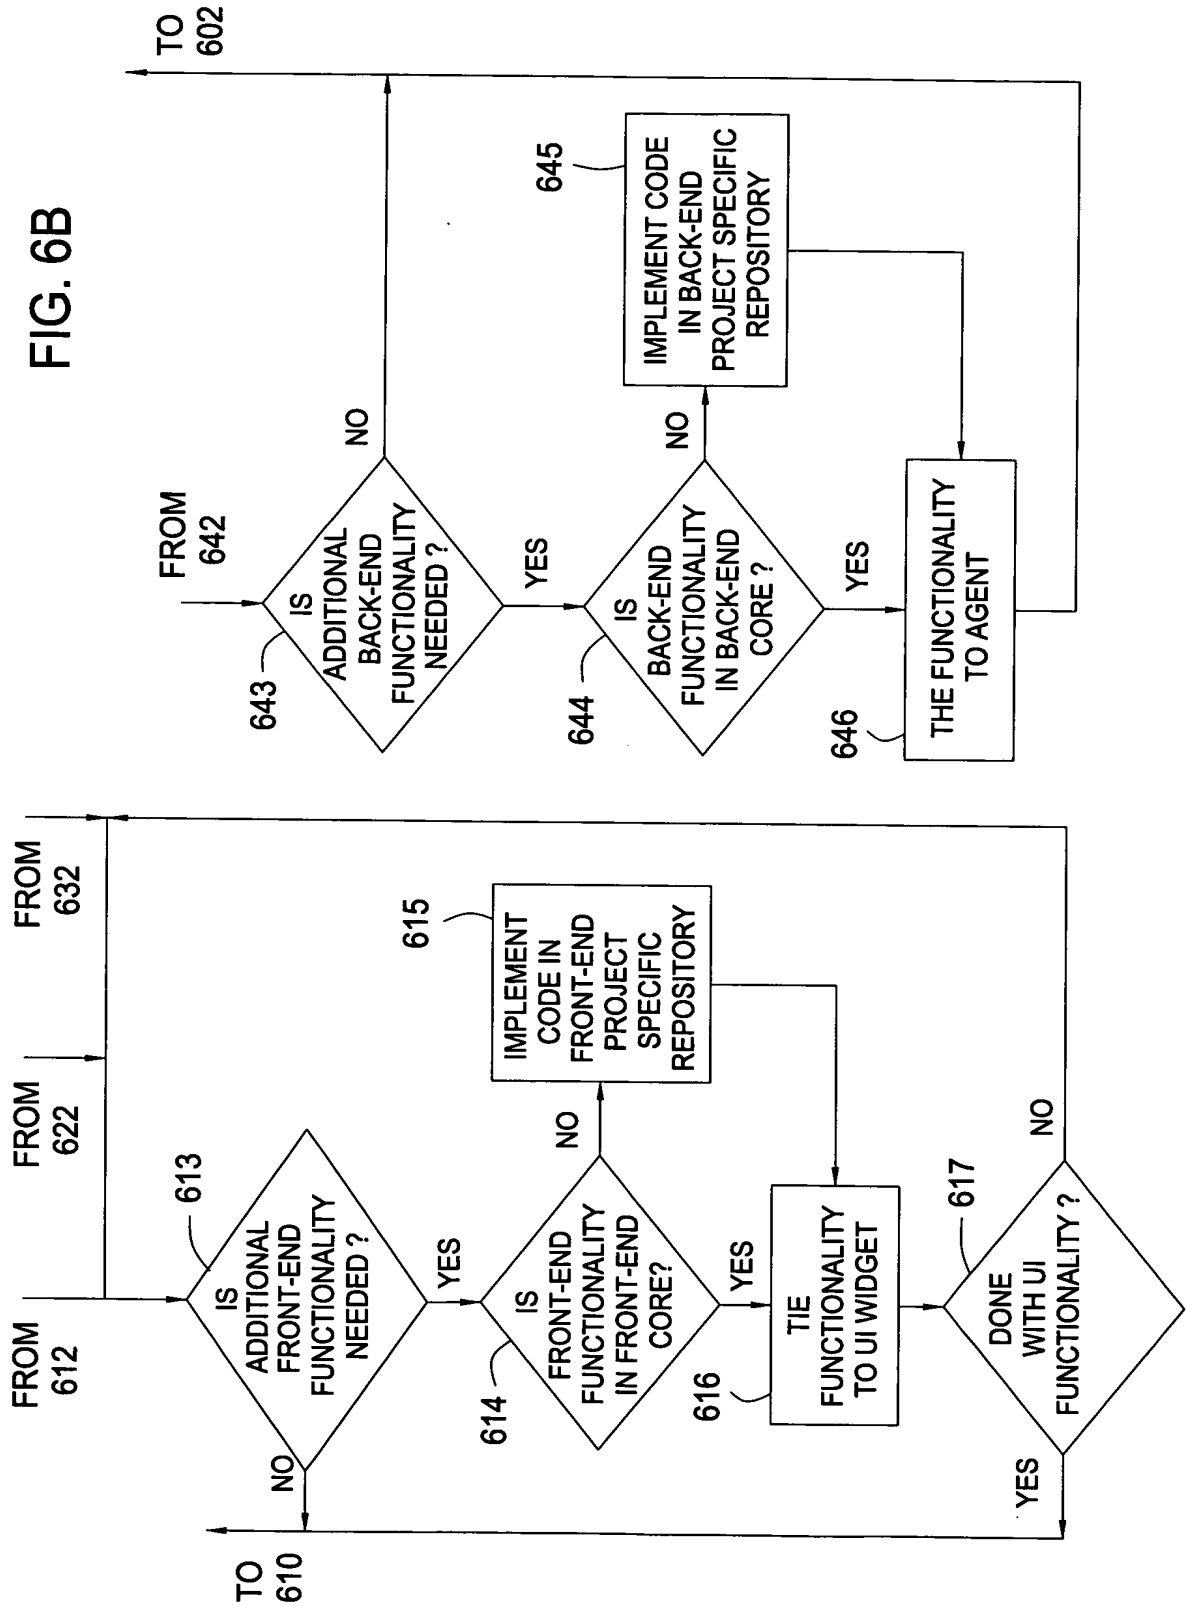 FIG. 6B
FROM
612
FROM
622
FROM
632
TO
610
NO
613
IS
ADDITIONAL
FRONT-END
FUNCTIONALITY
NEEDED ?
YES
614
IS
FRONT-END
FUNCTIONALITY
IN FRONT-END
CORE?
NO
615
IMPLEMENT
CODE IN
FRONT-END
PROJECT
SPECIFIC
REPOSITORY
YES
616
TIE
FUNCTIONALITY
TO UI WIDGET
617
DONE
WITH UI
FUNCTIONALITY ?
YES
NO
FROM
642
TO
602
643
IS
ADDITIONAL
BACK-END
FUNCTIONALITY
NEEDED ?
NO
YES
644
IS
BACK-END
FUNCTIONALITY
IN BACK-END
CORE ?
NO
645
IMPLEMENT CODE
IN BACK-END
PROJECT SPECIFIC
REPOSITORY
YES
646
THE FUNCTIONALITY
TO AGENT